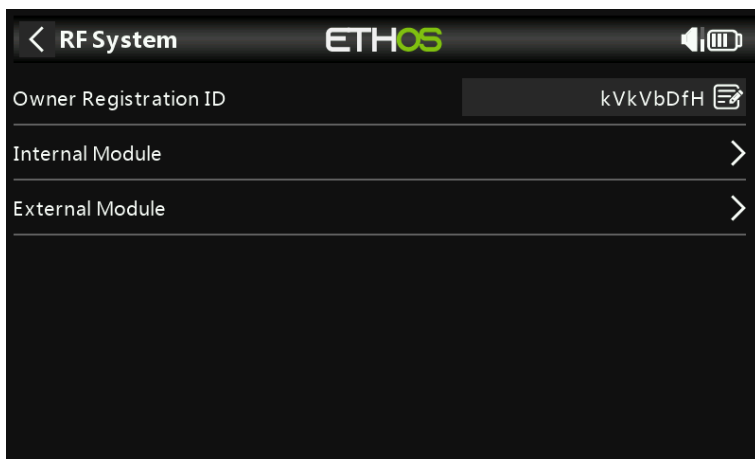 RF System
ETHOS
Owner Registration ID kVkVbDfH
Internal Module
External Module